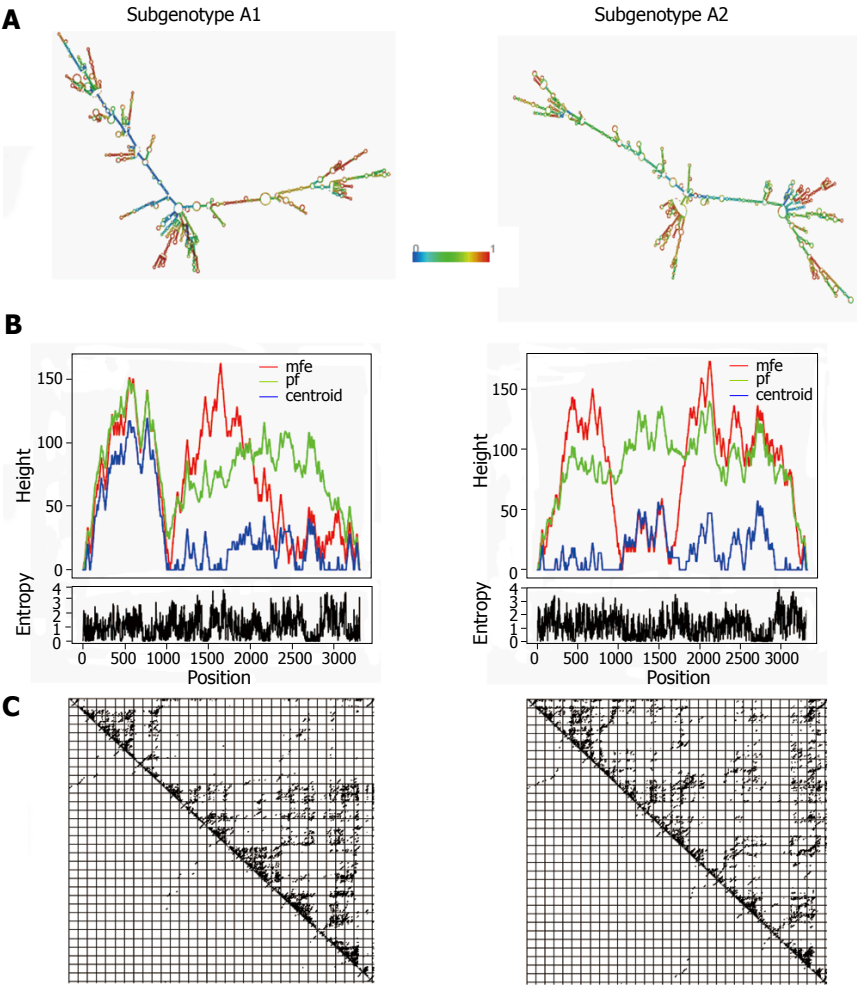 A
Subgenotype A1
Subgenotype A2
0
1
B
150
100
50
0
Height
mfe
pf
centroid
4
3
2
1
0
Entropy
0 500 1000 1500 2000 2500 3000
Position
150
100
50
0
Height
mfe
pf
centroid
4
3
2
1
0
Entropy
0 500 1000 1500 2000 2500 3000
Position
C